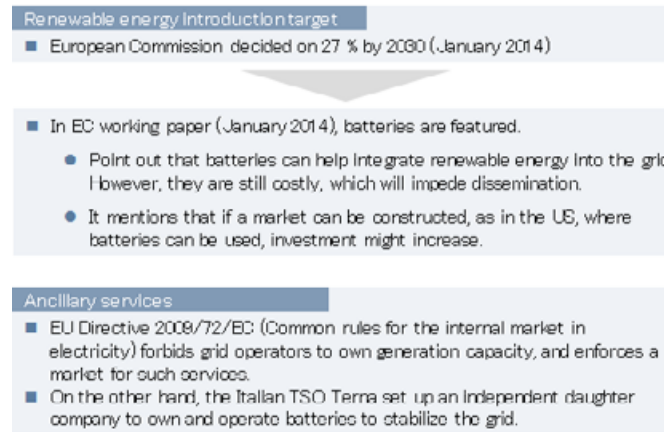 Renewable energy introduction target
■ European Commission decided on 27 % by 2030 (January 2014)
■ In EC working paper (January 2014), batteries are featured.
● Point out that batteries can help integrate renewable energy into the grid
However, they are still costly, which will impede dissemination.
● It mentions that if a market can be constructed, as in the US, where
batteries can be used, investment might increase.
Ancillary services
■ EU Directive 2009/72/EC (Common rules for the internal market in
electricity) forbids grid operators to own generation capacity, and enforces a
market for such services.
■ On the other hand, the Italian TSO Terna set up an independent daughter
company to own and operate batteries to stabilize the grid.